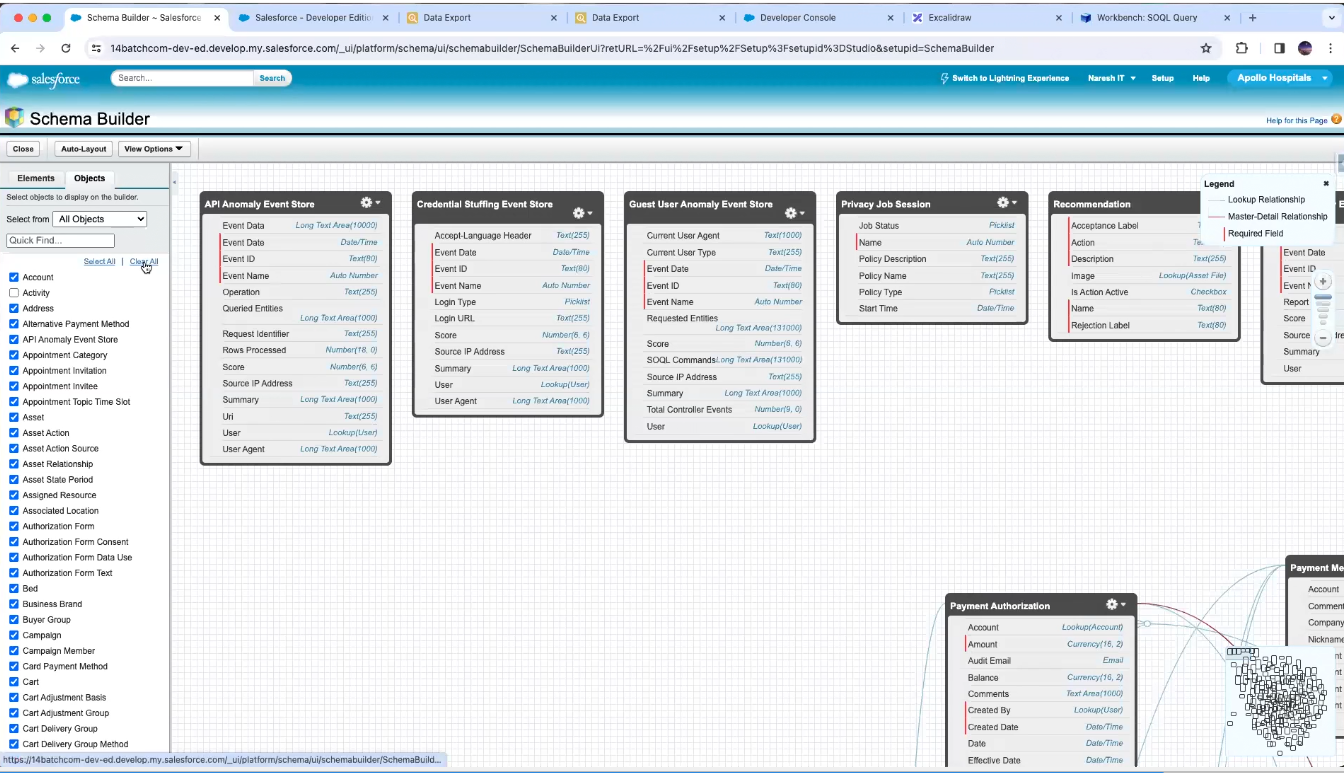 Schema Builder ~ Salesforce
Salesforce - Developer Editio
Data Export
Data Export
Developer Console
Excalidraw
Workbench: SOQL Query
14batchcom-dev-ed.develop.my.salesforce.com/_ui/platform/schema/ui/schemabuilder/SchemaBuilderUI?retURL=%2Fui%2Fsetup%2FSetup%3Fsetupid%3DStudio&setupid=SchemaBuilder
salesforce
Search...
Search
Switch to Lightning Experience
Naresh IT
Setup
Help
Apollo Hospitals
Schema Builder
Help for this Page
Close
Auto-Layout
View Options
Elements
Objects
Select objects to display on the builder.
Select from
All Objects
Quick Find...
Select All | Clear All
Account
Activity
Address
Alternative Payment Method
API Anomaly Event Store
Appointment Category
Appointment Invitation
Appointment Invitee
Appointment Topic Time Slot
Asset
Asset Action
Asset Action Source
Asset Relationship
Asset State Period
Assigned Resource
Associated Location
Authorization Form
Authorization Form Consent
Authorization Form Data Use
Authorization Form Text
Bed
Business Brand
Buyer Group
Campaign
Campaign Member
Card Payment Method
Cart
Cart Adjustment Basis
Cart Adjustment Group
Cart Delivery Group
Cart Delivery Group Method
API Anomaly Event Store
Event Data Long Text Area(10000)
Event Date Date/Time
Event ID Text(80)
Event Name Auto Number
Operation Text(255)
Queried Entities
Long Text Area(131000)
Request Identifier Text(255)
Rows Processed Number(18, 0)
Score Number(6, 6)
Source IP Address Text(255)
Summary Long Text Area(1000)
Uri Text(255)
User Lookup(User)
User Agent Long Text Area(1000)
Credential Stuffing Event Store
Accept-Language Header Text(255)
Event Date Date/Time
Event ID Text(80)
Event Name Auto Number
Login Type Picklist
Login URL Text(255)
Score Number(6, 6)
Source IP Address Text(255)
Summary Long Text Area(1000)
User Lookup(User)
User Agent Long Text Area(1000)
Guest User Anomaly Event Store
Current User Agent Text(1000)
Current User Type Text(255)
Event Date Date/Time
Event ID Text(80)
Event Name Auto Number
Requested Entities
Long Text Area(131000)
Score Number(6, 6)
SOQL Commands Long Text Area(131000)
Source IP Address Text(255)
Summary Long Text Area(1000)
Total Controller Events Number(9, 0)
User Lookup(User)
Privacy Job Session
Job Status Picklist
Name Auto Number
Policy Description Text(255)
Policy Name Text(255)
Policy Type Picklist
Start Time Date/Time
Recommendation
Acceptance Label
Action
Description Text(255)
Image Lookup(Asset File)
Is Action Active Checkbox
Name Text(80)
Rejection Label Text(80)
Legend
Lookup Relationship
Master-Detail Relationship
Required Field
Event Da
Event ID
Event N
Report
Score
Source
Summary
User
Payment Authorization
Account Lookup(Account)
Amount Currency(16, 2)
Audit Email Email
Balance Currency(16, 2)
Comments Text Area(1000)
Created By Lookup(User)
Created Date Date/Time
Date Date/Time
Effective Date Date/Time
Payment Me
Account
Comment
Company
Nicknam
https://14batchcom-dev-ed.develop.my.salesforce.com/_ui/platform/schema/ui/schemabuilder/SchemaBuild...